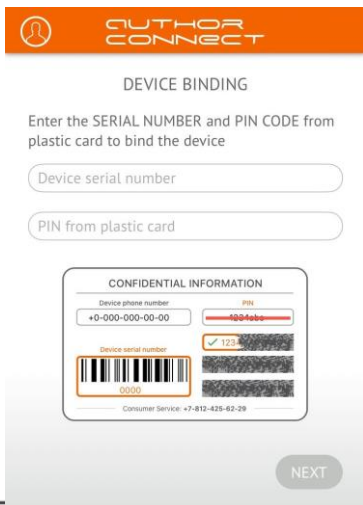 AUTHOR
CONNECT
DEVICE BINDING
Enter the SERIAL NUMBER and PIN CODE from
plastic card to bind the device
Device serial number
PIN from plastic card
CONFIDENTIAL INFORMATION
Device phone number
PIN
+0-000-000-00-00
1234abc
Device serial number
✓ 1234
0000
Consumer Service: +7-812-425-62-29
NEXT